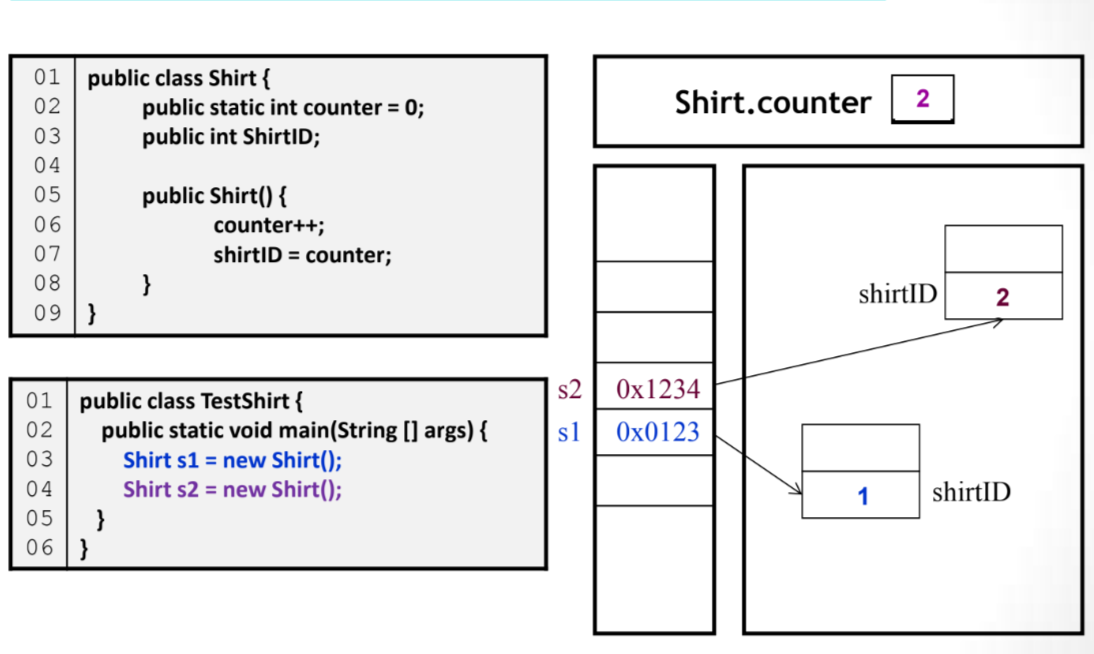 01 public class Shirt {
02 public static int counter = 0;
03 public int ShirtID;
04
05 public Shirt() {
06 counter++;
07 shirtID = counter;
08 }
09 }
01 public class TestShirt {
02 public static void main(String [] args) {
03 Shirt s1 = new Shirt();
04 Shirt s2 = new Shirt();
05 }
06 }
Shirt.counter 2
shirtID 2
s2 0x1234
s1 0x0123
1 shirtID